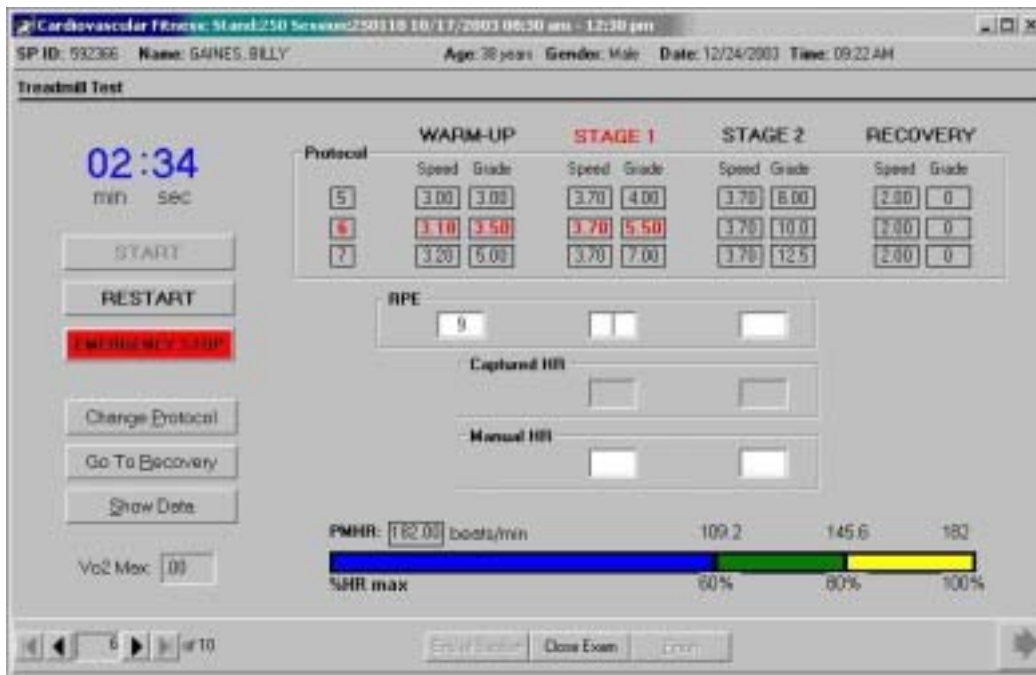 Cardiovascular Fitness: Stand:250 Session:250118 10/17/2003 08:30 am - 12:30 pm
SP ID: 592366 Name: GAINES, BILLY Age: 38 years Gender: Male Date: 12/24/2003 Time: 09:22 AM
Treadmill Test
02 : 34
min sec
START
RESTART
EMERGENCY STOP
Change Protocol
Go To Recovery
Show Data
Vo2 Max: .00
WARM-UP STAGE 1 STAGE 2 RECOVERY
Protocol
Speed Grade Speed Grade Speed Grade Speed Grade
5 3.00 3.00 3.70 4.00 3.70 8.00 2.00 0
6 3.10 3.50 3.70 5.50 3.70 10.0 2.00 0
7 3.20 5.00 3.70 7.00 3.70 12.5 2.00 0
RPE
9
Captured HR
Manual HR
PMHR: 182.00 beats/min 109.2 145.6 182
%HR max 60% 80% 100%
6 of 10
Close Exam